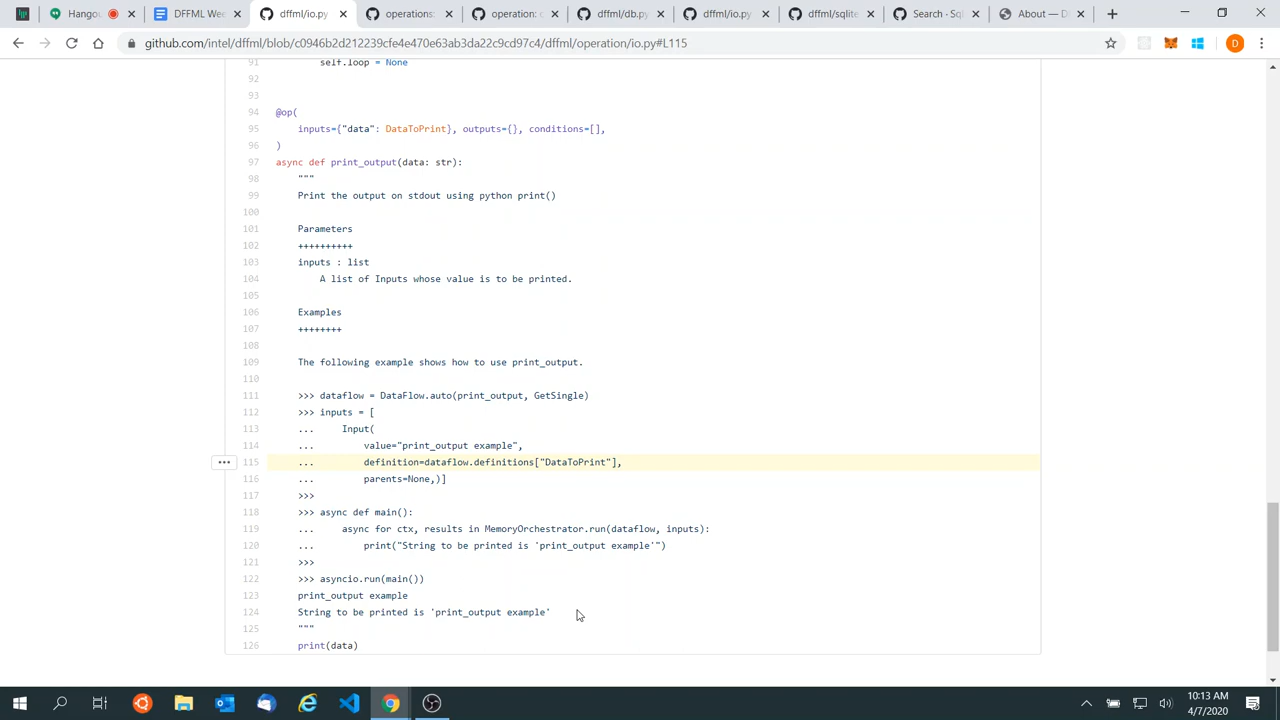 Hangou
DFFML Wee
dffml/io.py
operations:
operation: c
dffml/db.py
dffml/io.py
dffml/sqlite
Search · Sql
About — D
github.com/intel/dffml/blob/c0946b2d212239cfe4e470e63ab3da22c9cd97c4/dffml/operation/io.py#L115
D
91 self.loop = None
92
93
94 @op(
95 inputs={"data": DataToPrint}, outputs={}, conditions=[],
96 )
97 async def print_output(data: str):
98 """
99 Print the output on stdout using python print()
100
101 Parameters
102 ++++++++++
103 inputs : list
104 A list of Inputs whose value is to be printed.
105
106 Examples
107 ++++++++
108
109 The following example shows how to use print_output.
110
111 >>> dataflow = DataFlow.auto(print_output, GetSingle)
112 >>> inputs = [
113 ... Input(
114 ... value="print_output example",
115 ... definition=dataflow.definitions["DataToPrint"],
116 ... parents=None,)]
117 >>>
118 >>> async def main():
119 ... async for ctx, results in MemoryOrchestrator.run(dataflow, inputs):
120 ... print("String to be printed is 'print_output example'")
121 >>>
122 >>> asyncio.run(main())
123 print_output example
124 String to be printed is 'print_output example'
125 """
126 print(data)
10:13 AM
4/7/2020